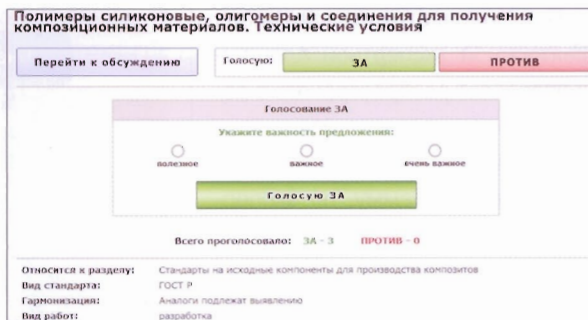 Полимеры силиконовые, олигомеры и соединения для получения
композиционных материалов. Технические условия
Перейти к обсуждению Голосую: ЗА ПРОТИВ
Голосование ЗА
Укажите важность предложения:
полезное важное очень важное
Голосую ЗА
Всего проголосовало: ЗА - 3 ПРОТИВ - 0
Относится к разделу: Стандарты на исходные компоненты для производства композитов
Вид стандарта: ГОСТ Р
Гармонизация: Аналоги подлежат выявлению
Вид работ: разработка